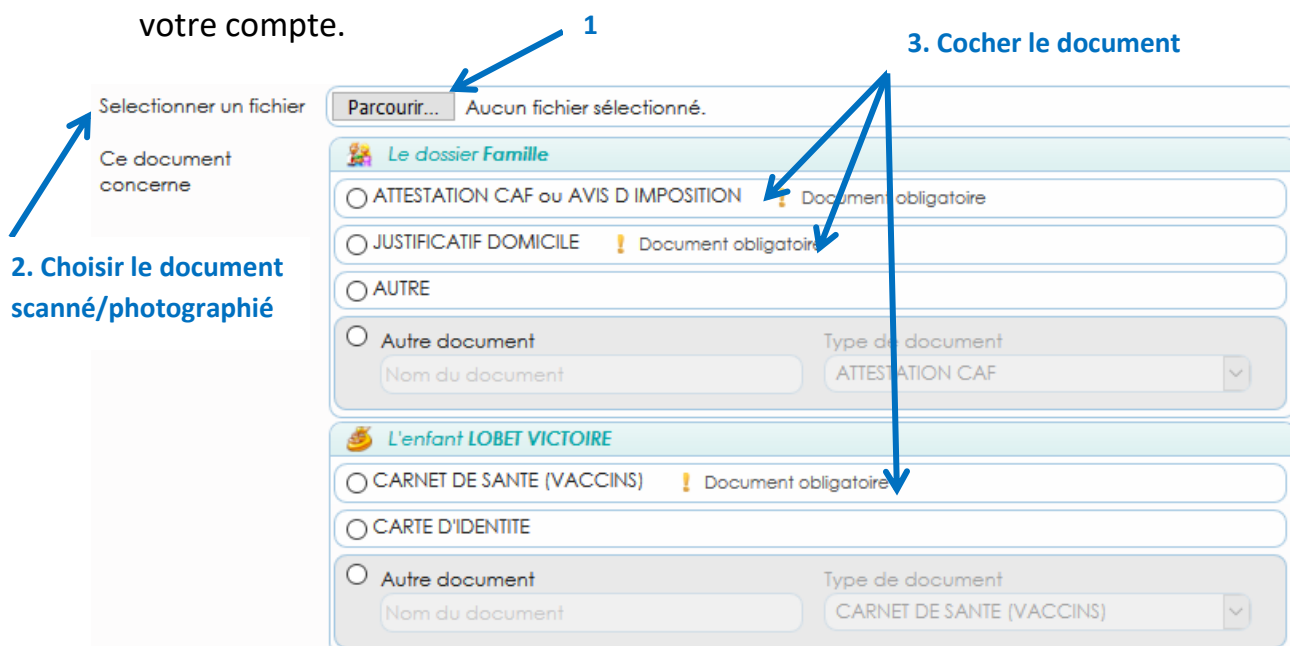 votre compte.
1
3. Cocher le document
Selectionner un fichier
Parcourir... Aucun fichier sélectionné.
Ce document
concerne
Le dossier Famille
ATTESTATION CAF ou AVIS D IMPOSITION ! Document obligatoire
JUSTIFICATIF DOMICILE ! Document obligatoire
2. Choisir le document
scanné/photographié
AUTRE
Autre document Type de document
Nom du document ATTESTATION CAF
L'enfant LOBET VICTOIRE
CARNET DE SANTE (VACCINS) ! Document obligatoire
CARTE D'IDENTITE
Autre document Type de document
Nom du document CARNET DE SANTE (VACCINS)